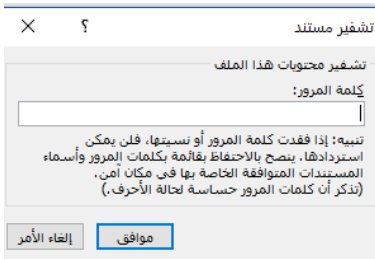 تشفير مستند ؟
تشفير محتويات هذا الملف
كلمة المرور:
تنبيه: إذا فقدت كلمة المرور أو نسيتها، فلن يمكن
استردادها. ينصح بالاحتفاظ بقائمة بكلمات المرور وأسماء
المستندات المتوافقة الخاصة بها في مكان آمن.
(تذكر أن كلمات المرور حساسة لحالة الأحرف.)
موافق إلغاء الأمر